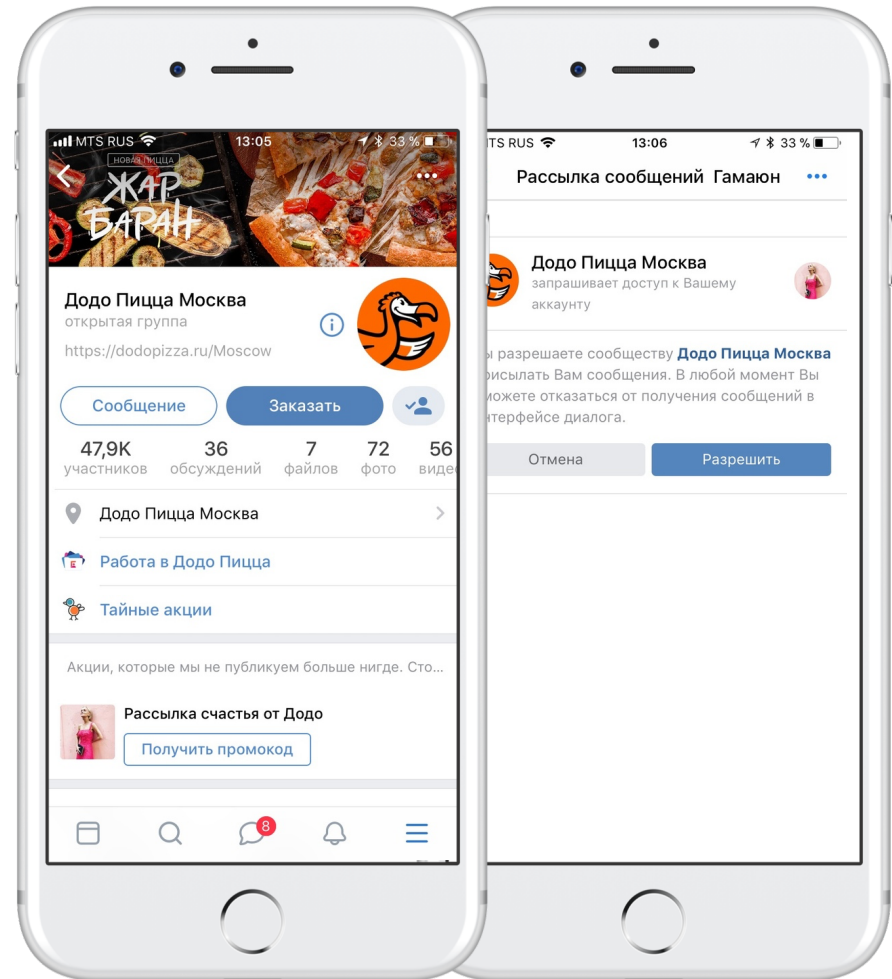 MTS RUS 13:05 33 %
НОВАЯ ПИЦЦА
ЖАР
БАРАН
Додо Пицца Москва
открытая группа
https://dodopizza.ru/Moscow
Сообщение
Заказать
47,9K 36 7 72 56
участников обсуждений файлов фото видео
Додо Пицца Москва
Работа в Додо Пицца
Тайные акции
Акции, которые мы не публикуем больше нигде. Сто...
Рассылка счастья от Додо
Получить промокод
8
TS RUS 13:06 33 %
Рассылка сообщений Гамаюн
Додо Пицца Москва
запрашивает доступ к Вашему
аккаунту
ы разрешаете сообществу Додо Пицца Москва
рисылать Вам сообщения. В любой момент Вы
можете отказаться от получения сообщений в
нтерфейсе диалога.
Отмена
Разрешить